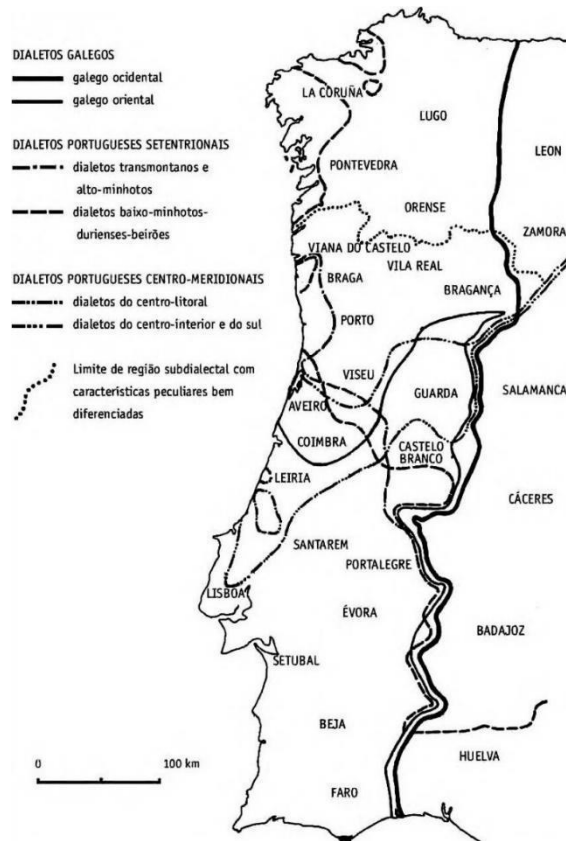 DIALETOS GALEGOS
galego ocidental
galego oriental
DIALETOS PORTUGUESES SETENTRIONAIS
dialetos transmontanos e
alto-minhotos
dialetos baixo-minhotos-
durienses-beirões
DIALETOS PORTUGUESES CENTRO-MERIDIONAIS
dialetos do centro-litoral
dialetos do centro-interior e do sul
Limite de região subdialectal com
características peculiares bem
diferenciadas
0
100 km
LA CORUÑA
LUGO
LEON
PONTEVEDRA
ORENSE
ZAMORA
VIANA DO CASTELO
VILA REAL
BRAGA
BRAGANÇA
PORTO
VISEU
GUARDA
SALAMANCA
AVEIRO
COIMBRA
CASTELO
BRANCO
LEIRIA
CÁCERES
SANTAREM
PORTALEGRE
LISBOA
ÉVORA
BADAJOZ
SETUBAL
BEJA
HUELVA
FARO